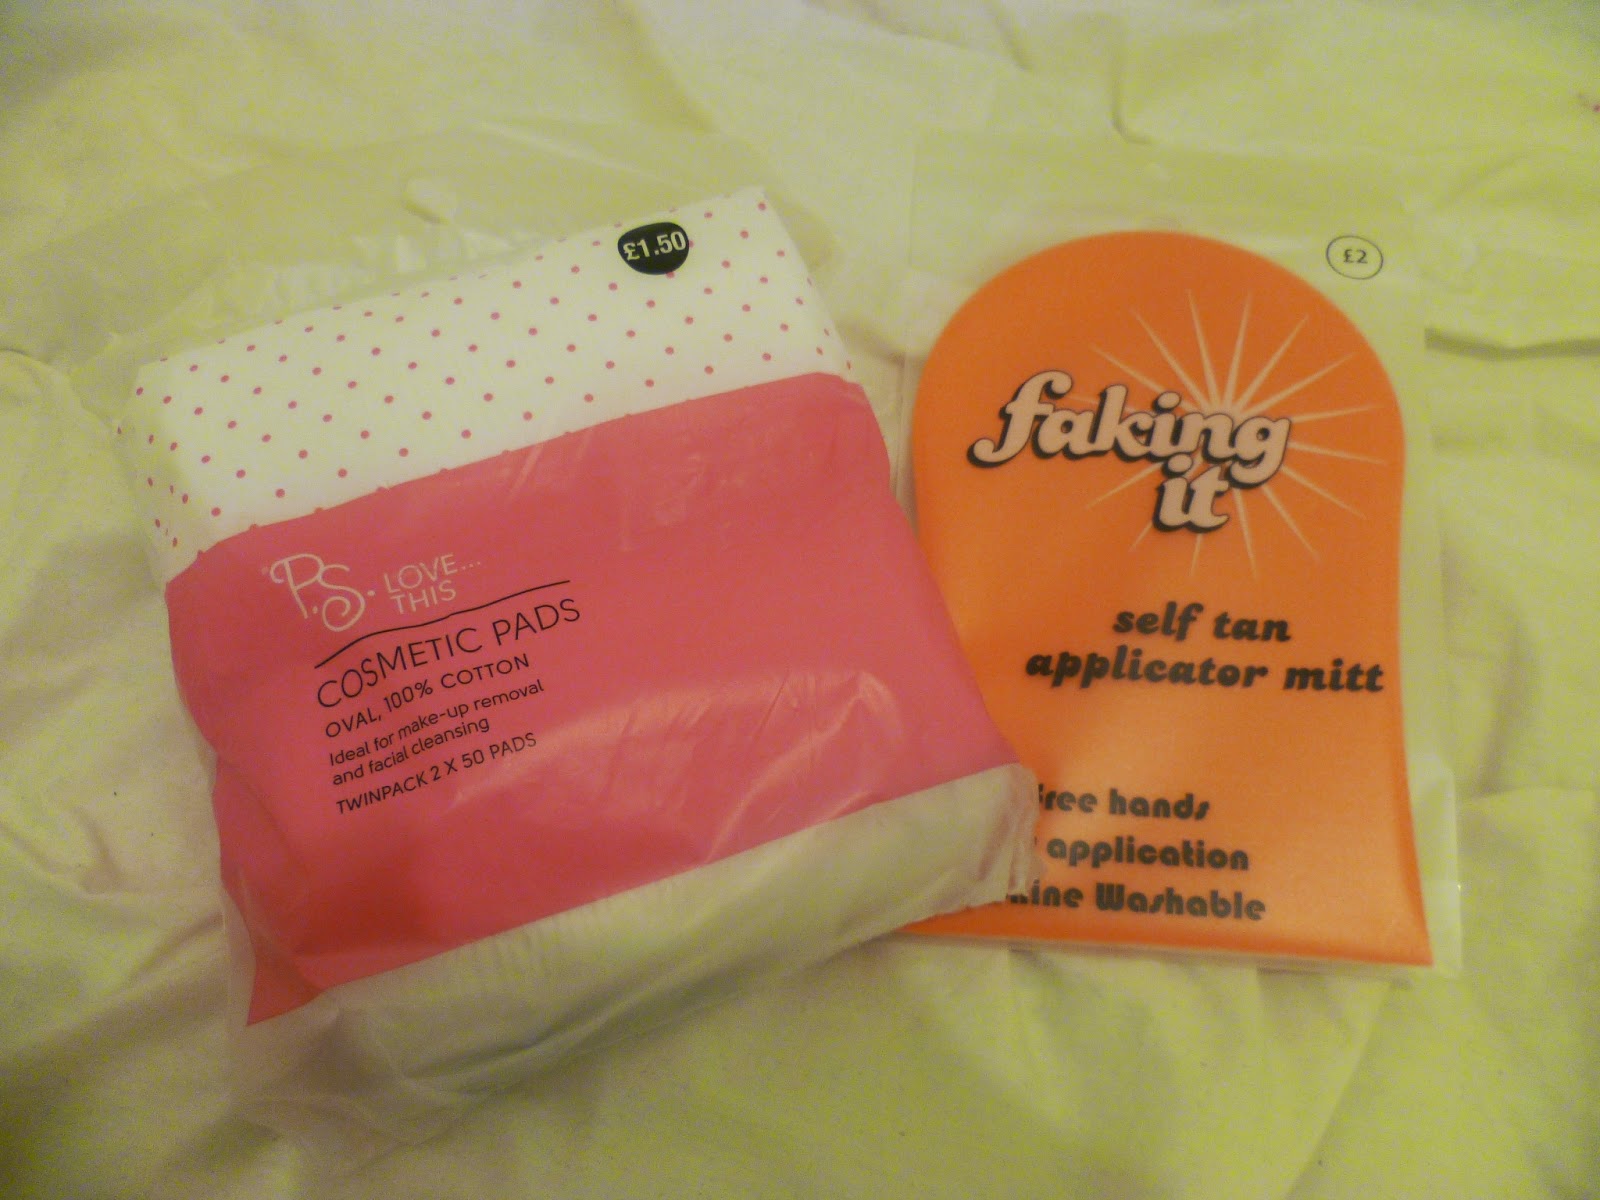 £1.50
P.S. LOVE...
THIS
COSMETIC PADS
OVAL, 100% COTTON
Ideal for make-up removal
and facial cleansing
TWINPACK 2 X 50 PADS
£2
faking
it
self tan
applicator mitt
free hands
application
Washable